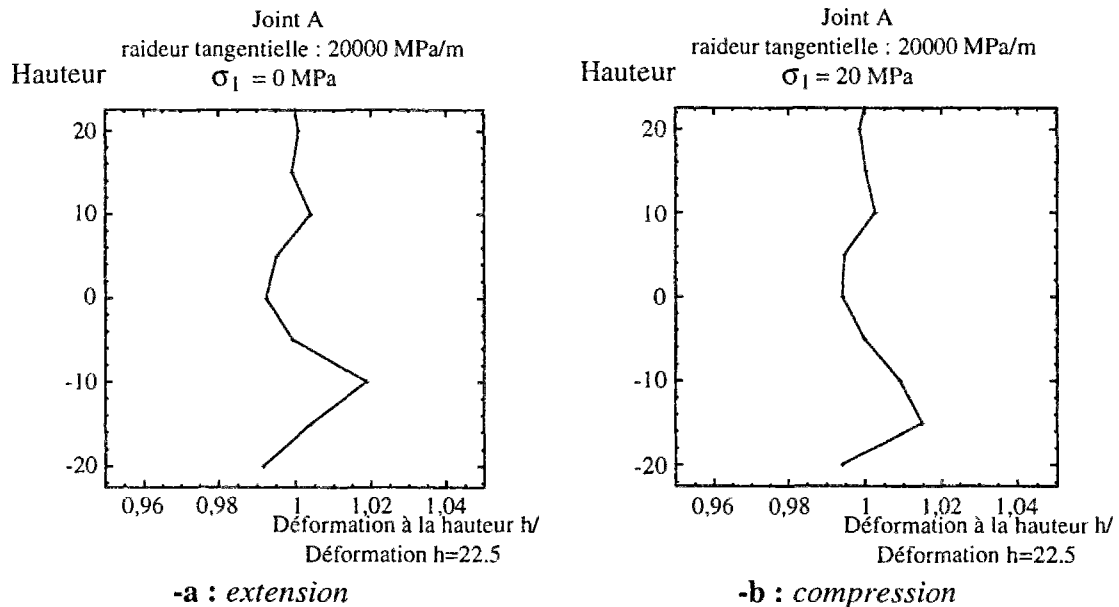 Joint A
raideur tangentielle : 20000 MPa/m
Hauteur
σ1 = 0 MPa
20
10
0
-10
-20
0,96 0,98 1 1,02 1,04
Déformation à la hauteur h/
Déformation h=22.5
-a : extension
Joint A
raideur tangentielle : 20000 MPa/m
Hauteur
σ1 = 20 MPa
20
10
0
-10
-20
0,96 0,98 1 1,02 1,04
Déformation à la hauteur h/
Déformation h=22.5
-b : compression